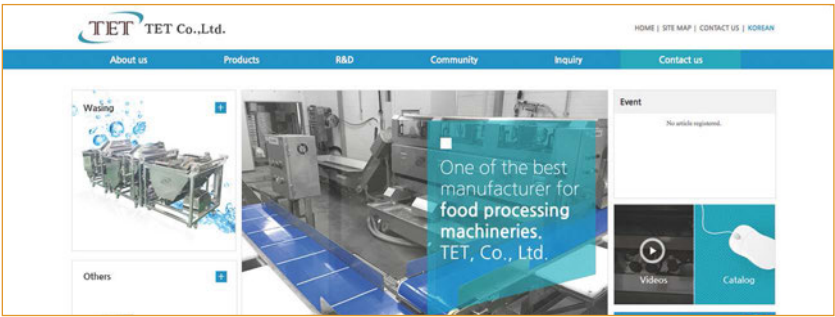 TET TET Co.,Ltd.
HOME | SITE MAP | CONTACT US | KOREAN
About us Products R&D Community Inquiry Contact us
Wasing
Others
One of the best
manufacturer for
food processing
machineries.
TET, Co., Ltd.
Event
No article registered.
Videos Catalog